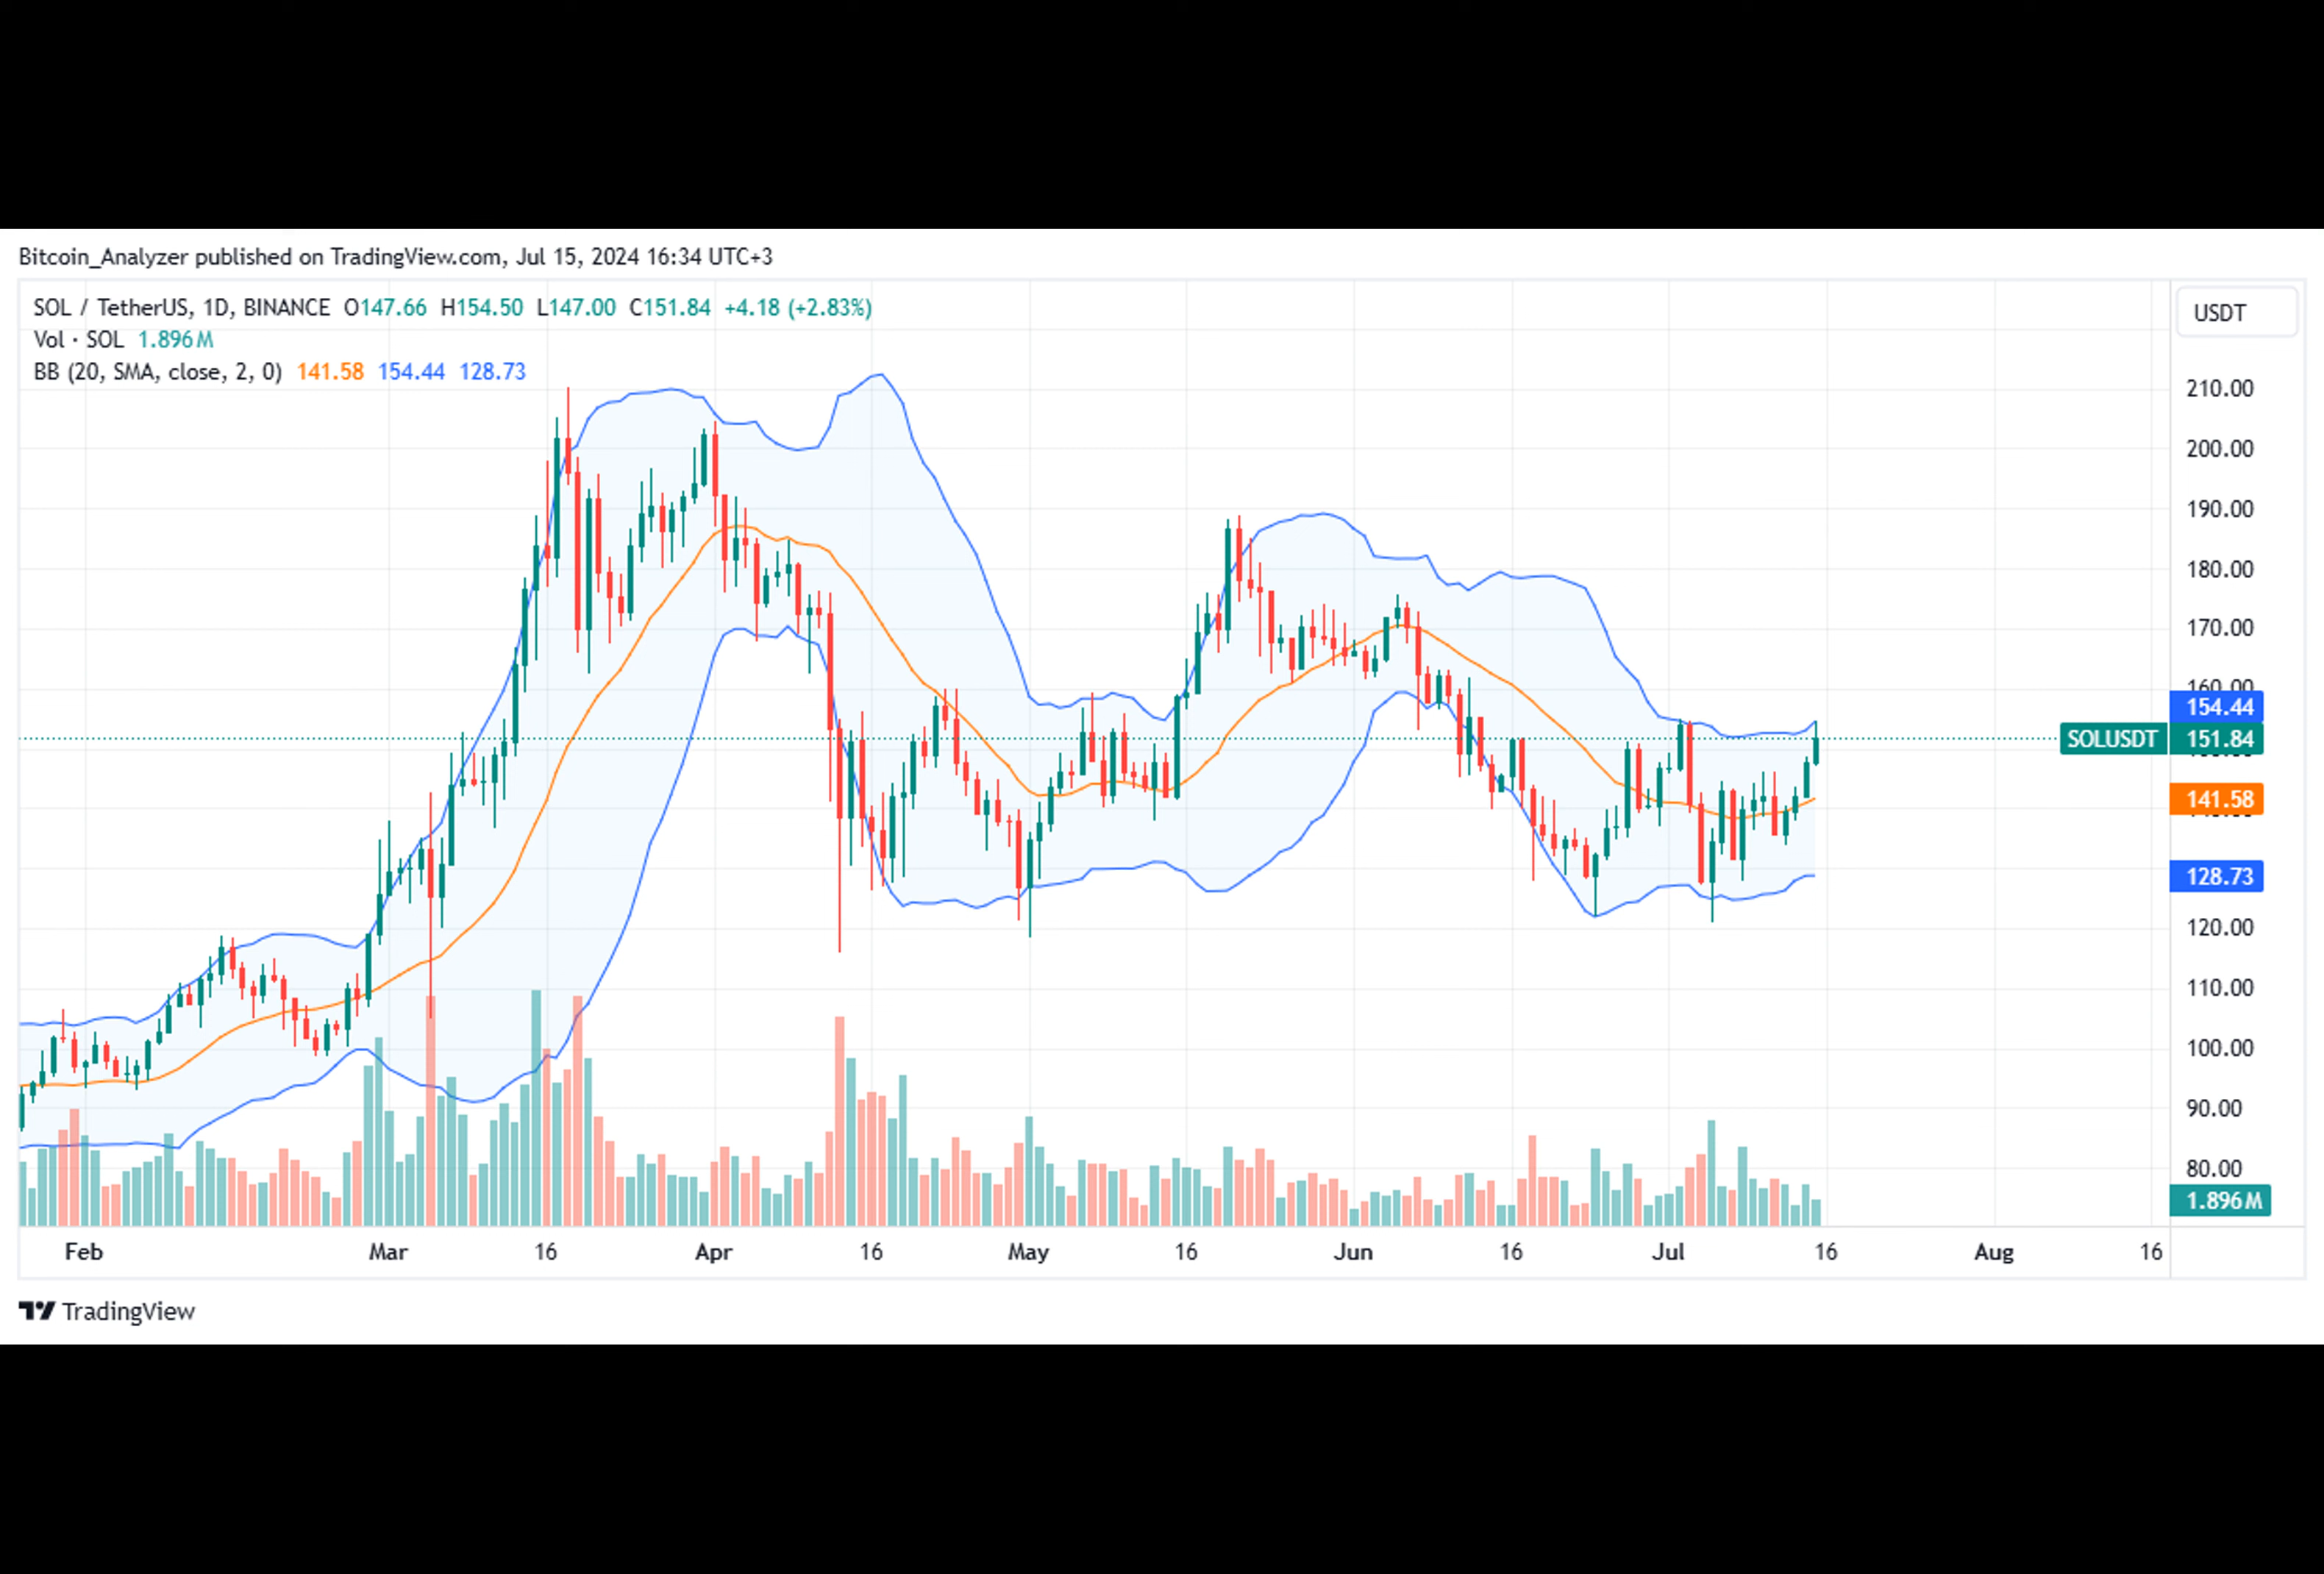 Bitcoin_Analyzer published on TradingView.com, Jul 15, 2024 16:34 UTC+3
SOL / TetherUS, 1D, BINANCE O147.66 H154.50 L147.00 C151.84 +4.18 (+2.83%)
USDT
Vol · SOL 1.896M
BB (20, SMA, close, 2, 0) 141.58 154.44 128.73
210.00
200.00
190.00
180.00
170.00
160.00
154.44
SOLUSDT 151.84
141.58
128.73
120.00
110.00
100.00
90.00
80.00
1.896M
Feb Mar 16 Apr 16 May 16 Jun 16 Jul 16 Aug 16
TradingView